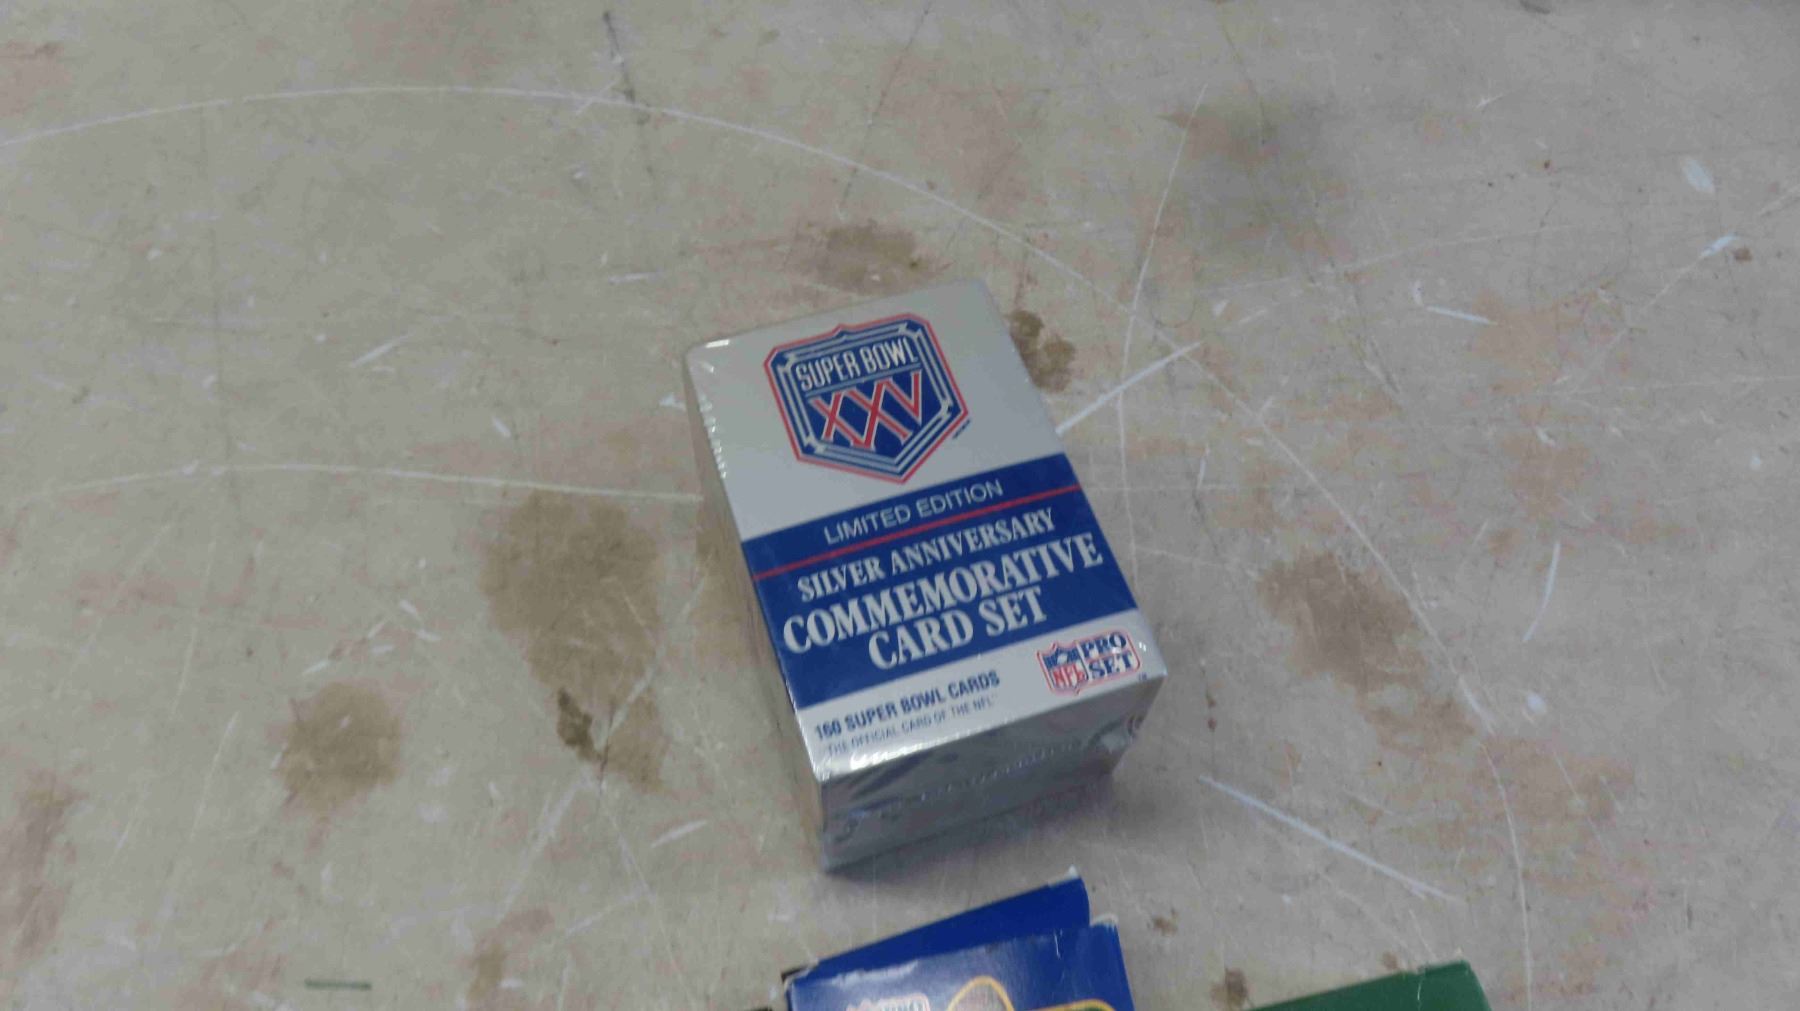 SUPER BOWL
XXV
LIMITED EDITION
SILVER ANNIVERSARY
COMMEMORATIVE
CARD SET
160 SUPER BOWL CARDS
"THE OFFICIAL CARD OF THE NFL"
NFL PRO SET